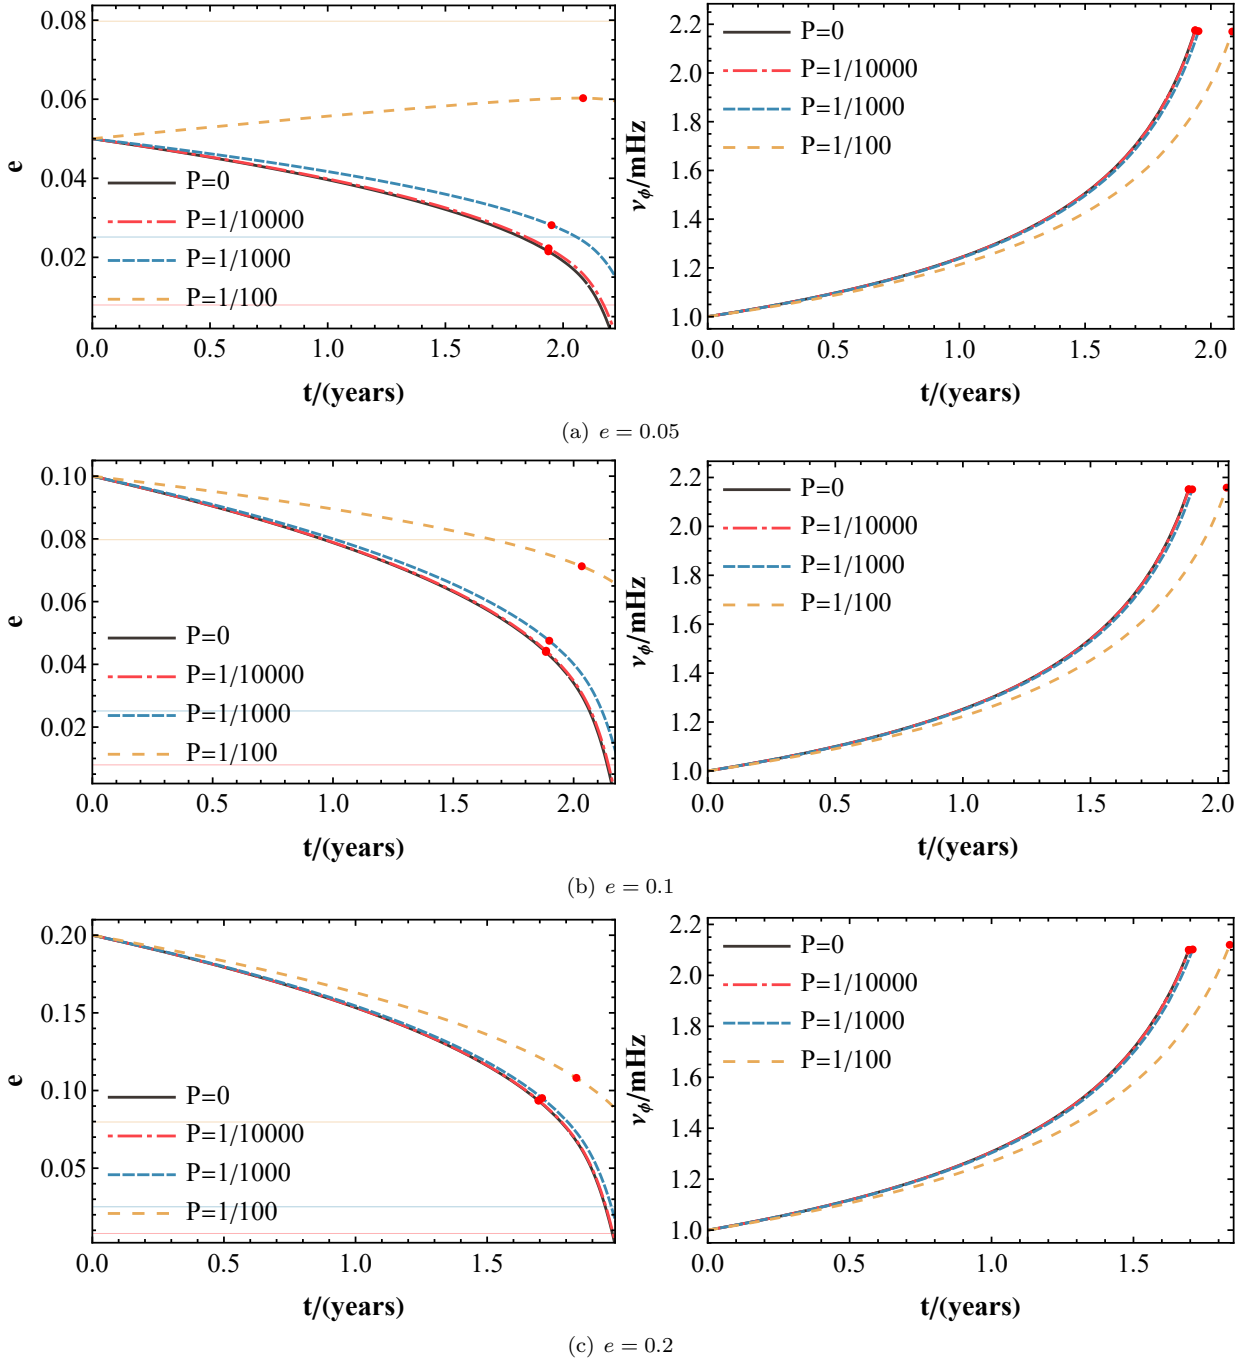 0.08
0.06
0.04
0.02
e
P=0
P=1/10000
P=1/1000
P=1/100
0.0 0.5 1.0 1.5 2.0
t/(years)
2.2
2.0
1.8
1.6
1.4
1.2
1.0
ν_ϕ/mHz
P=0
P=1/10000
P=1/1000
P=1/100
0.0 0.5 1.0 1.5 2.0
t/(years)
(a) e = 0.05
0.10
0.08
0.06
0.04
0.02
e
P=0
P=1/10000
P=1/1000
P=1/100
0.0 0.5 1.0 1.5 2.0
t/(years)
2.2
2.0
1.8
1.6
1.4
1.2
1.0
ν_ϕ/mHz
P=0
P=1/10000
P=1/1000
P=1/100
0.0 0.5 1.0 1.5 2.0
t/(years)
(b) e = 0.1
0.20
0.15
0.10
0.05
e
P=0
P=1/10000
P=1/1000
P=1/100
0.0 0.5 1.0 1.5
t/(years)
2.2
2.0
1.8
1.6
1.4
1.2
1.0
ν_ϕ/mHz
P=0
P=1/10000
P=1/1000
P=1/100
0.0 0.5 1.0 1.5
t/(years)
(c) e = 0.2